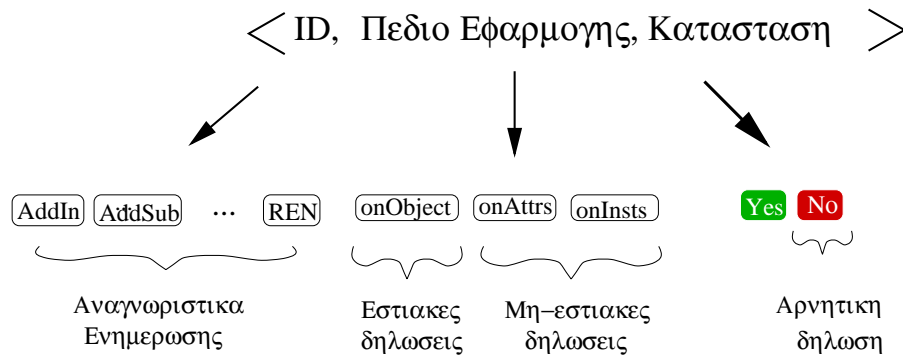 < ID, Πεδιο Εφαρμογης, Κατασταση >
AddIn AddSub ... REN onObject onAttrs onInsts Yes No
Αναγνωριστικα Ενημερωσης
Εστιακες δηλωσεις
Μη–εστιακες δηλωσεις
Αρνητικη δηλωση